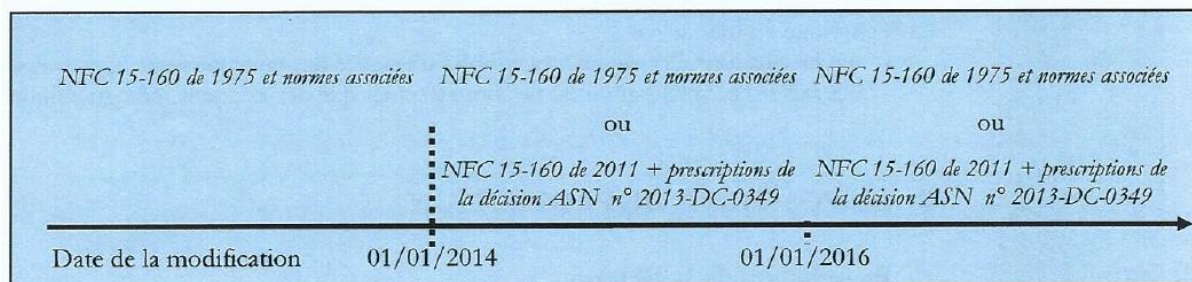 NFC 15-160 de 1975 et normes associées NFC 15-160 de 1975 et normes associées NFC 15-160 de 1975 et normes associées
ou ou
NFC 15-160 de 2011 + prescriptions de NFC 15-160 de 2011 + prescriptions de
la décision ASN n° 2013-DC-0349 la décision ASN n° 2013-DC-0349
Date de la modification 01/01/2014 01/01/2016